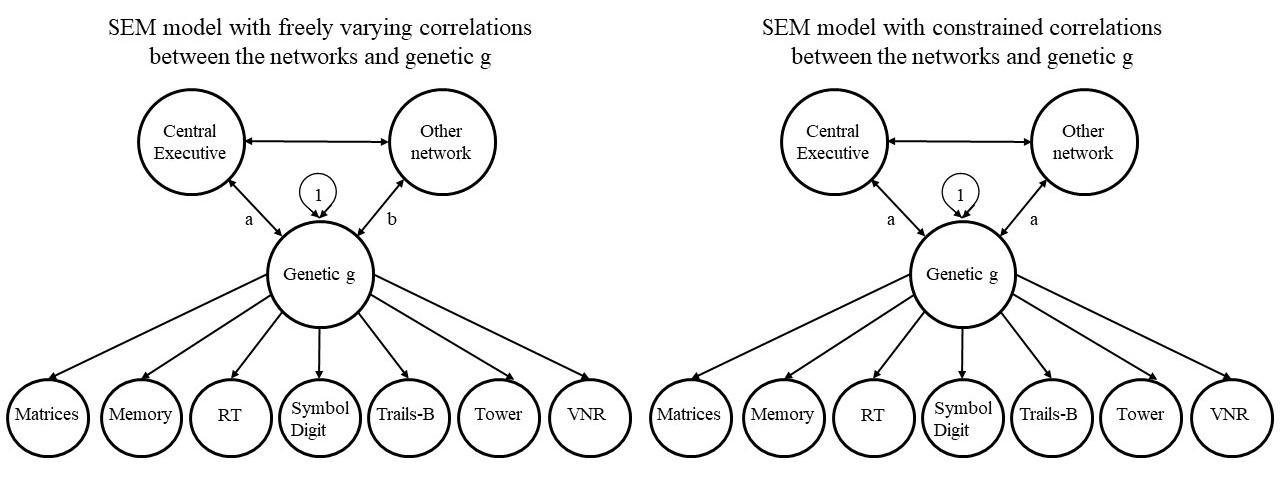 SEM model with freely varying correlations
between the networks and genetic g
Central
Executive
Other
network
1
a
b
Genetic g
Matrices
Memory
RT
Symbol
Digit
Trails-B
Tower
VNR
SEM model with constrained correlations
between the networks and genetic g
Central
Executive
Other
network
1
a
a
Genetic g
Matrices
Memory
RT
Symbol
Digit
Trails-B
Tower
VNR